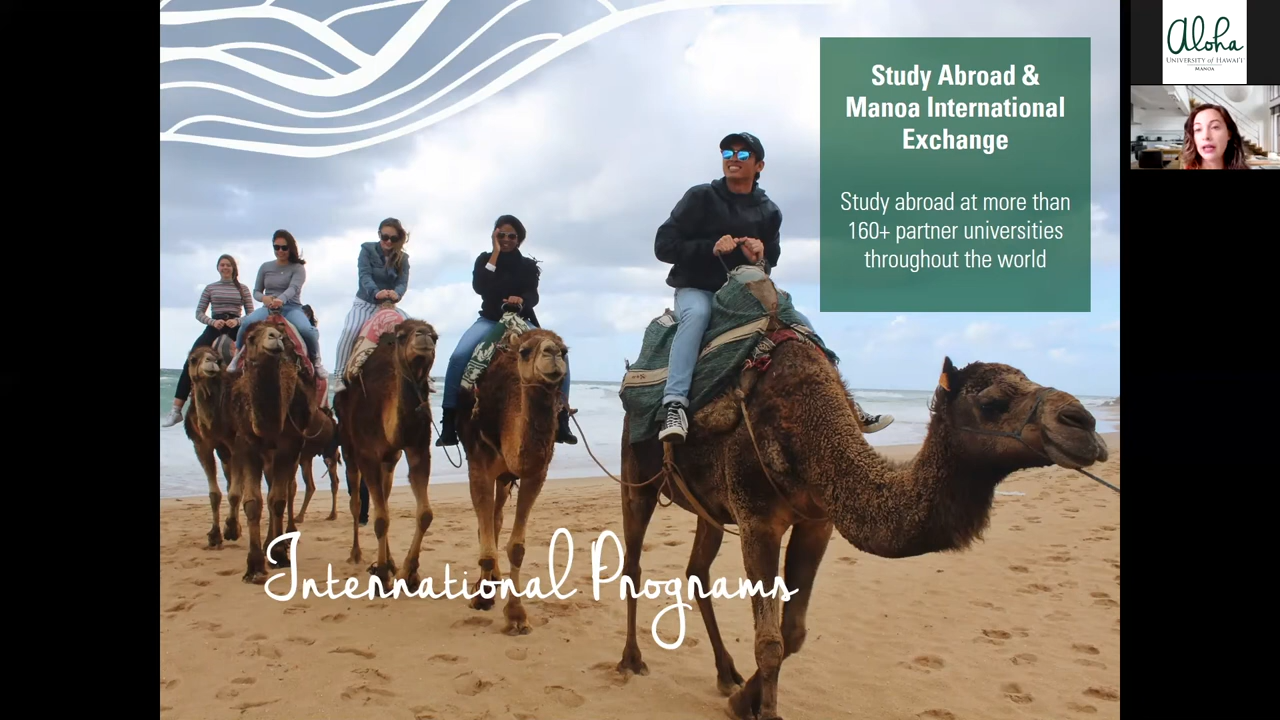 Study Abroad &
Manoa International
Exchange
Study abroad at more than
160+ partner universities
throughout the world
International Programs
Aloha
UNIVERSITY of HAWAI'I
MANOA